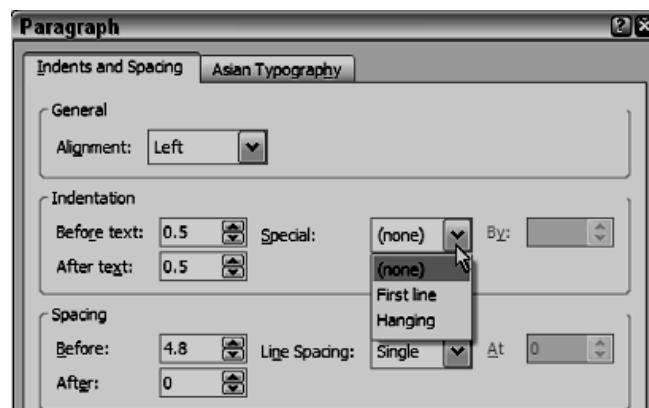 Paragraph
Indents and Spacing
Asian Typography
General
Alignment: Left
Indentation
Before text: 0.5 Special: (none) By:
After text: 0.5
(none)
First line
Hanging
Spacing
Before: 4.8 Line Spacing: Single At 0
After: 0